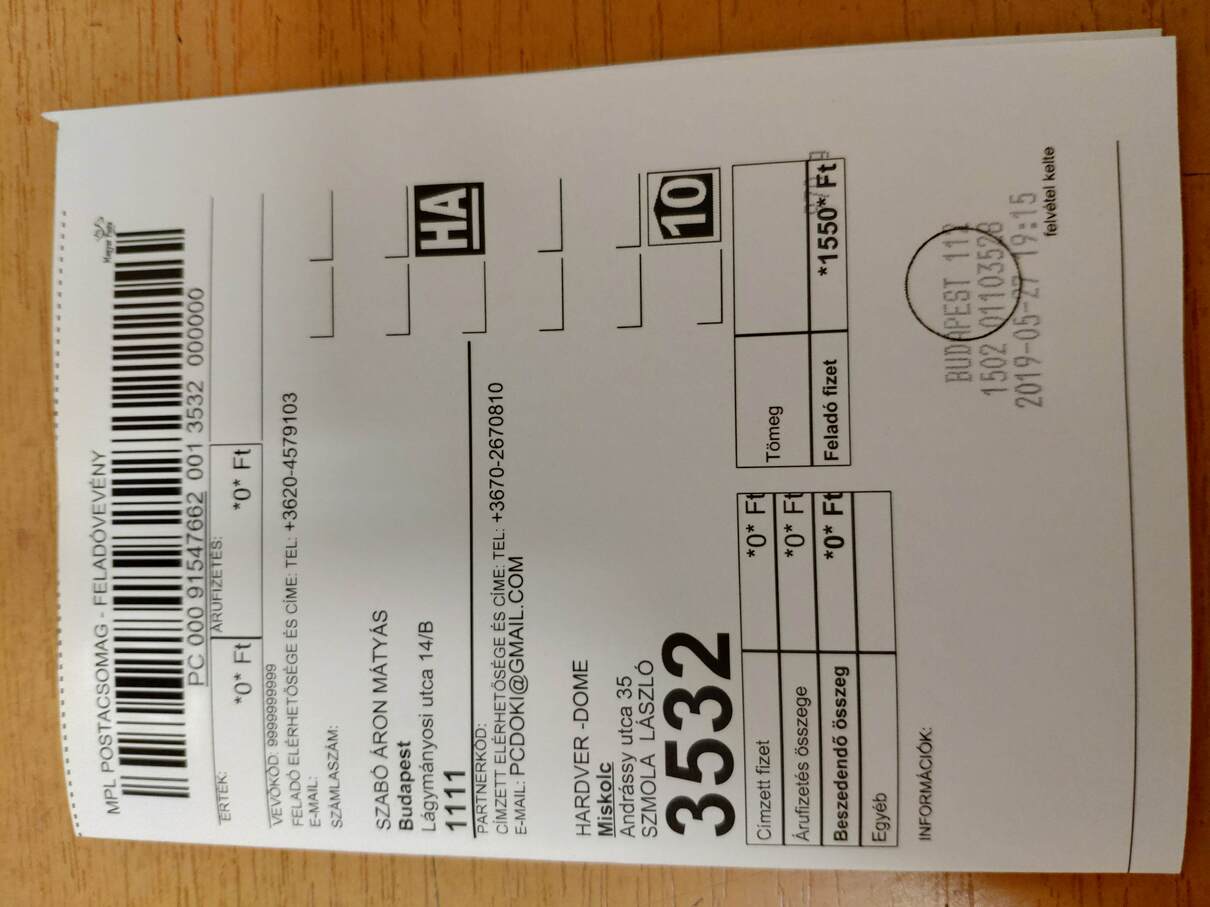 MPL POSTACSOMAG - FELADÓVEVÉNY
Magyar Posta
PC 000 91547662 001 3532 000000
ÉRTÉK:
*0* Ft
ÁRUFIZETÉS:
*0* Ft
VEVŐKÓD: 9999999999
FELADÓ ELÉRHETŐSÉGE ÉS CÍME: TEL: +3620-4579103
E-MAIL:
SZÁMLASZÁM:
SZABÓ ÁRON MÁTYÁS
Budapest
Lágymányosi utca 14/B
1111
HA
PARTNERKÓD:
CÍMZETT ELÉRHETŐSÉGE ÉS CÍME: TEL: +3670-2670810
E-MAIL: PCDOKI@GMAIL.COM
HARDVER -DOME
Miskolc
Andrássy utca 35
SZMOLA LÁSZLÓ
3532
10
Címzett fizet *0* Ft
Árufizetés összege *0* Ft
Beszedendő összeg *0* Ft
Egyéb
Tömeg
Feladó fizet *1550* Ft
INFORMÁCIÓK:
BUDAPEST
1502 01103528
2019-05-27 19:15
felvétel kelte